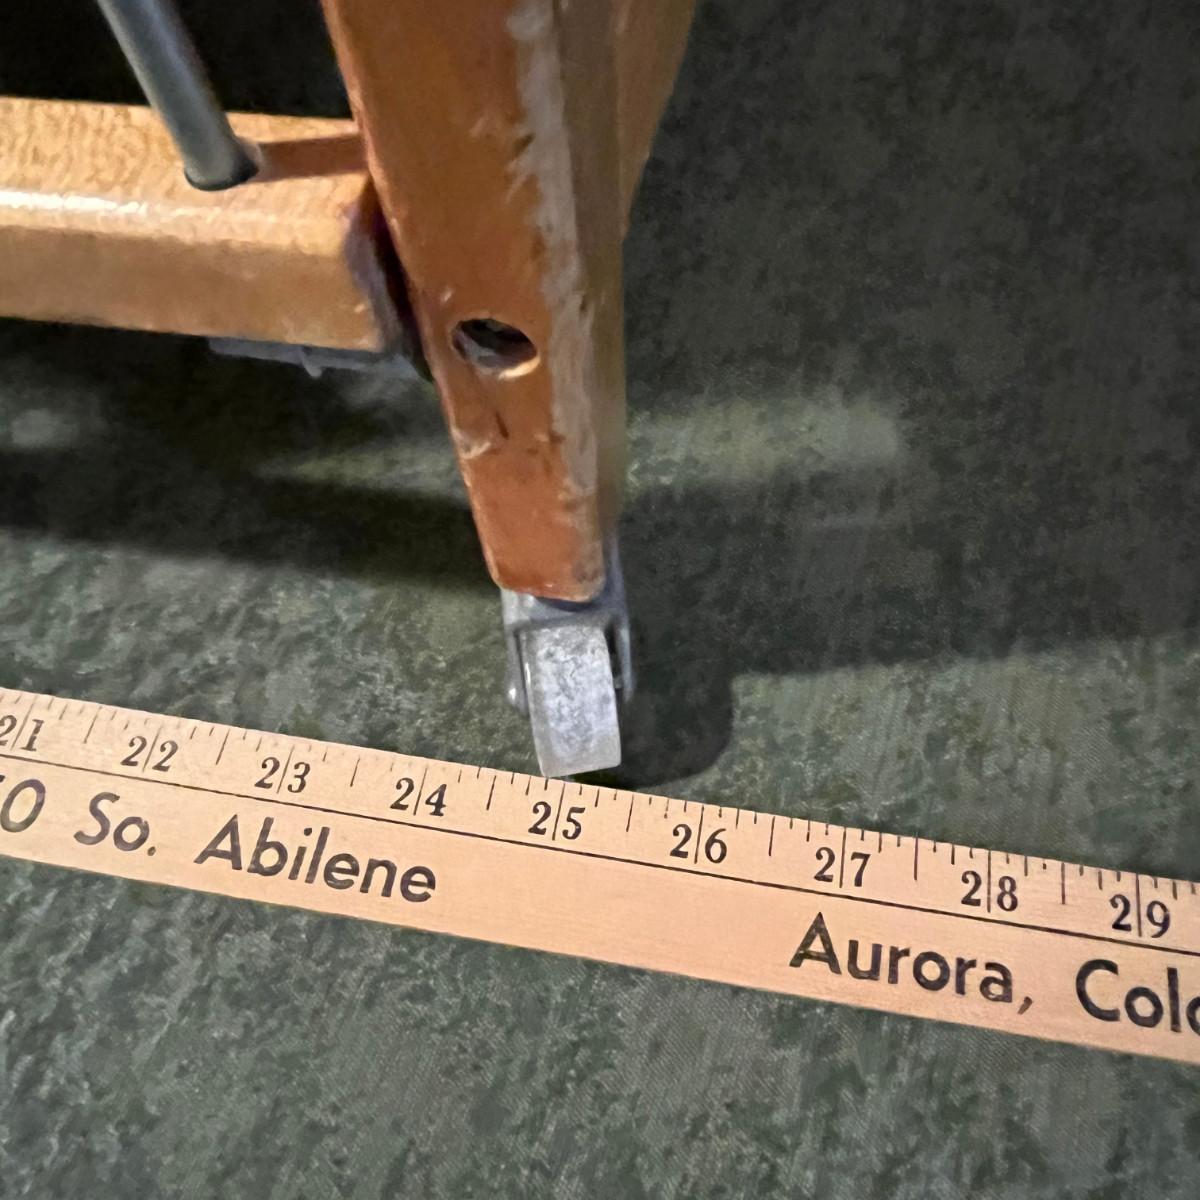 21 22 23 24 25 26 27 28 29
0 So. Abilene Aurora, Colo